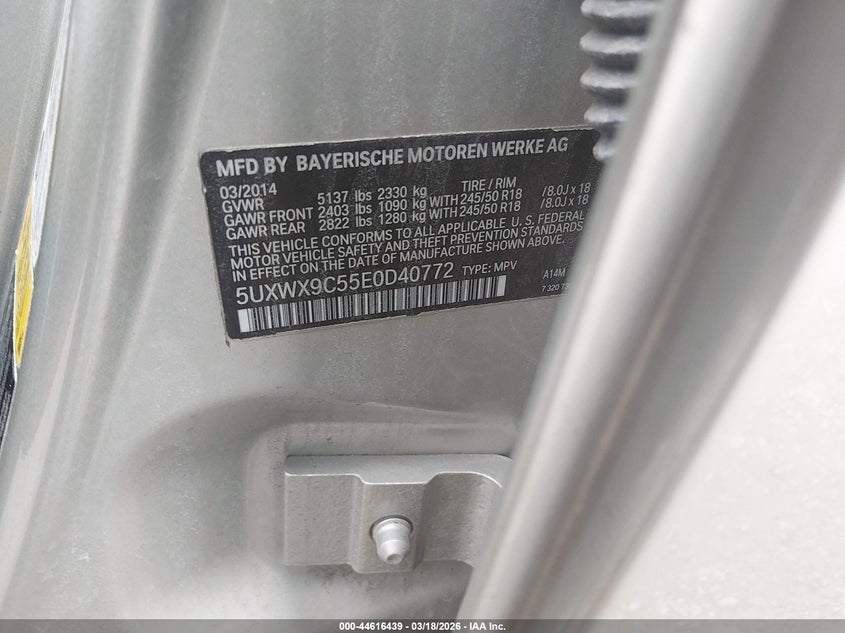 MFD BY BAYERISCHE MOTOREN WERKE AG
03/2014
GVWR 5137 lbs 2330 kg TIRE / RIM
GAWR FRONT 2403 lbs 1090 kg WITH 245/50 R18 / 8.0J x 18
GAWR REAR 2822 lbs 1280 kg WITH 245/50 R18 / 8.0J x 18
THIS VEHICLE CONFORMS TO ALL APPLICABLE U.S. FEDERAL
MOTOR VEHICLE SAFETY AND THEFT PREVENTION STANDARDS
IN EFFECT ON THE DATE OF MANUFACTURE SHOWN ABOVE.
5UXWX9C55E0D40772 TYPE: MPV A14M
7 320
000-44616439 - 03/18/2026 - IAA Inc.